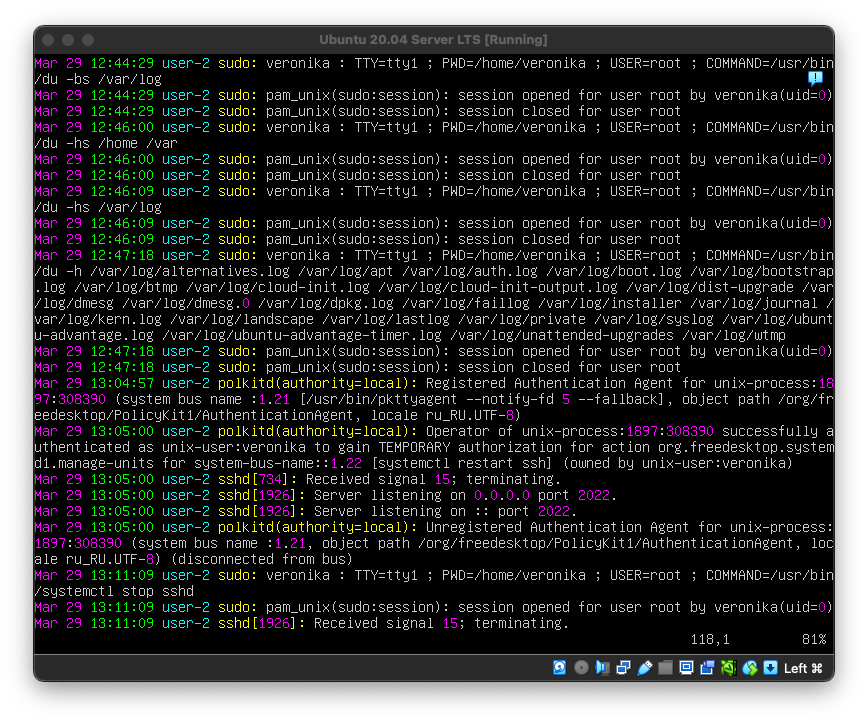 Ubuntu 20.04 Server LTS [Running]
Mar 29 12:44:29 user-2 sudo: veronika : TTY=tty1 ; PWD=/home/veronika ; USER=root ; COMMAND=/usr/bin
/du -bs /var/log
Mar 29 12:44:29 user-2 sudo: pam_unix(sudo:session): session opened for user root by veronika(uid=0)
Mar 29 12:44:29 user-2 sudo: pam_unix(sudo:session): session closed for user root
Mar 29 12:46:00 user-2 sudo: veronika : TTY=tty1 ; PWD=/home/veronika ; USER=root ; COMMAND=/usr/bin
/du -hs /home /var
Mar 29 12:46:00 user-2 sudo: pam_unix(sudo:session): session opened for user root by veronika(uid=0)
Mar 29 12:46:00 user-2 sudo: pam_unix(sudo:session): session closed for user root
Mar 29 12:46:09 user-2 sudo: veronika : TTY=tty1 ; PWD=/home/veronika ; USER=root ; COMMAND=/usr/bin
/du -hs /var/log
Mar 29 12:46:09 user-2 sudo: pam_unix(sudo:session): session opened for user root by veronika(uid=0)
Mar 29 12:46:09 user-2 sudo: pam_unix(sudo:session): session closed for user root
Mar 29 12:47:18 user-2 sudo: veronika : TTY=tty1 ; PWD=/home/veronika ; USER=root ; COMMAND=/usr/bin
/du -h /var/log/alternatives.log /var/log/apt /var/log/auth.log /var/log/boot.log /var/log/bootstrap
.log /var/log/btmp /var/log/cloud-init.log /var/log/cloud-init-output.log /var/log/dist-upgrade /var
/log/dmesg /var/log/dmesg.0 /var/log/dpkg.log /var/log/faillog /var/log/installer /var/log/journal /
var/log/kern.log /var/log/landscape /var/log/lastlog /var/log/private /var/log/syslog /var/log/ubunt
u-advantage.log /var/log/ubuntu-advantage-timer.log /var/log/unattended-upgrades /var/log/wtmp
Mar 29 12:47:18 user-2 sudo: pam_unix(sudo:session): session opened for user root by veronika(uid=0)
Mar 29 12:47:18 user-2 sudo: pam_unix(sudo:session): session closed for user root
Mar 29 13:04:57 user-2 polkitd(authority=local): Registered Authentication Agent for unix-process:18
97:308390 (system bus name :1.21 [/usr/bin/pkttyagent --notify-fd 5 --fallback], object path /org/fr
eedesktop/PolicyKit1/AuthenticationAgent, locale ru_RU.UTF-8)
Mar 29 13:05:00 user-2 polkitd(authority=local): Operator of unix-process:1897:308390 successfully a
uthenticated as unix-user:veronika to gain TEMPORARY authorization for action org.freedesktop.system
d1.manage-units for system-bus-name::1.22 [systemctl restart ssh] (owned by unix-user:veronika)
Mar 29 13:05:00 user-2 sshd[734]: Received signal 15; terminating.
Mar 29 13:05:00 user-2 sshd[1926]: Server listening on 0.0.0.0 port 2022.
Mar 29 13:05:00 user-2 sshd[1926]: Server listening on :: port 2022.
Mar 29 13:05:00 user-2 polkitd(authority=local): Unregistered Authentication Agent for unix-process:
1897:308390 (system bus name :1.21, object path /org/freedesktop/PolicyKit1/AuthenticationAgent, loc
ale ru_RU.UTF-8) (disconnected from bus)
Mar 29 13:11:09 user-2 sudo: veronika : TTY=tty1 ; PWD=/home/veronika ; USER=root ; COMMAND=/usr/bin
/systemctl stop sshd
Mar 29 13:11:09 user-2 sudo: pam_unix(sudo:session): session opened for user root by veronika(uid=0)
Mar 29 13:11:09 user-2 sshd[1926]: Received signal 15; terminating.
118,1 81%
Left ⌘